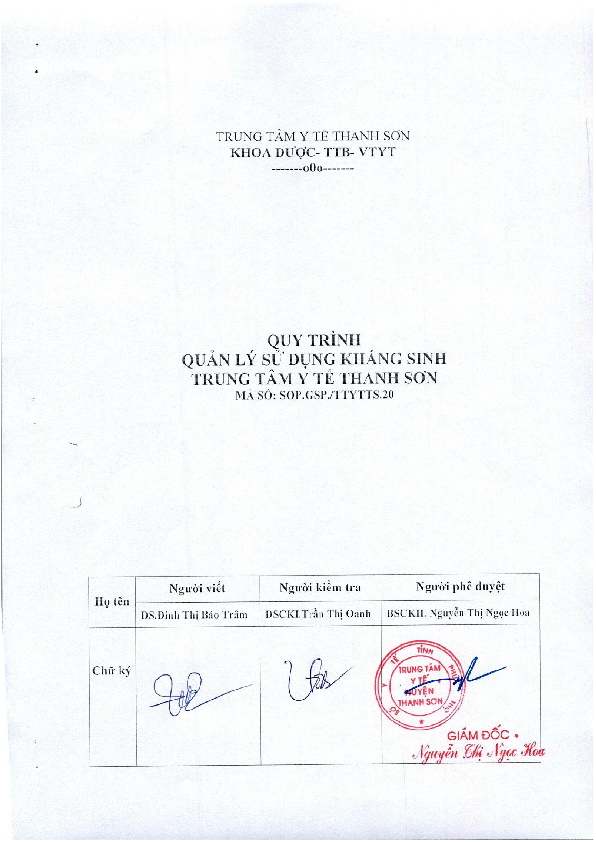 TRUNG TÂM Y TẾ THANH SƠN
KHOA DƯỢC- TTB- VTYT
-------o0o-------
QUY TRÌNH
QUẢN LÝ SỬ DỤNG KHÁNG SINH
TRUNG TÂM Y TẾ THANH SƠN
MÃ SỐ: SOP.GSP./TTYTTS.20
Họ tên
Người viết
Người kiểm tra
Người phê duyệt
DS.Đinh Thị Bảo Trâm
DSCKI.Trần Thị Oanh
BSCKII. Nguyễn Thị Ngọc Hoa
Chữ ký
SỞ Y TẾ TỈNH PHÚ THỌ
TRUNG TÂM
Y TẾ
HUYỆN
THANH SƠN
GIÁM ĐỐC
Nguyễn Thị Ngọc Hoa